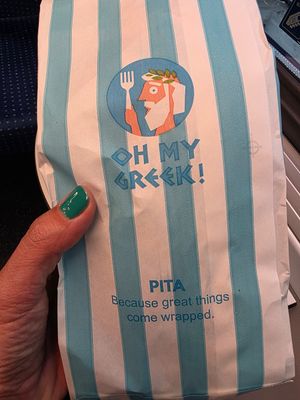 OH MY
GREEK!
PITA
Because great things
come wrapped.